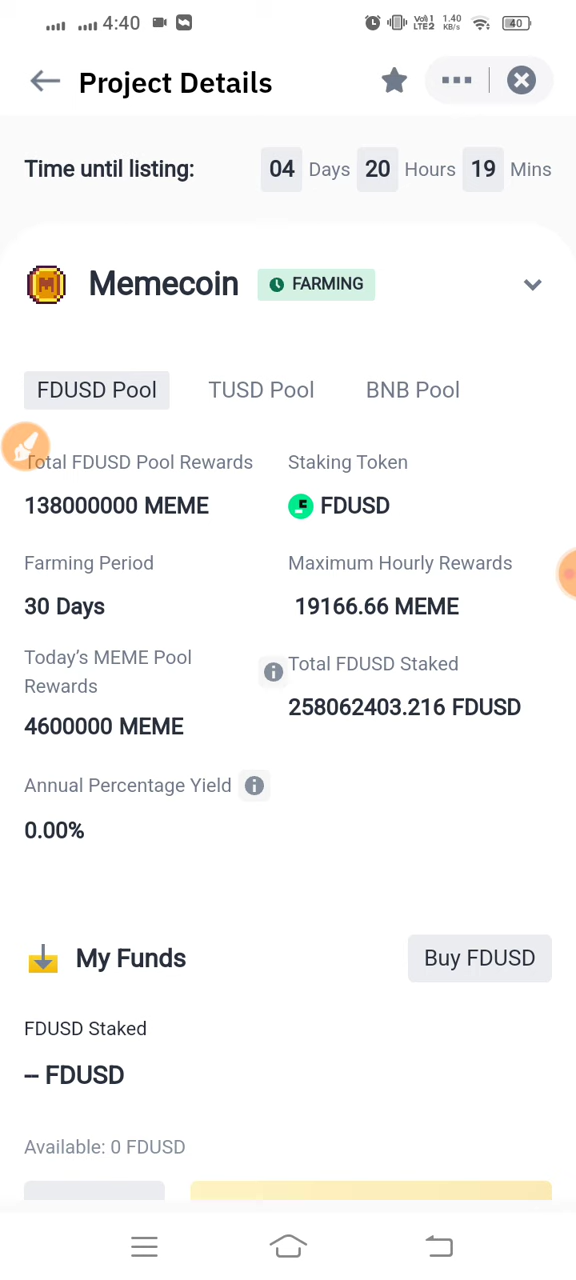 4:40
Vo) 1
LTE2
1.40
KB/s
40
Project Details
Time until listing: 04 Days 20 Hours 19 Mins
Memecoin FARMING
FDUSD Pool TUSD Pool BNB Pool
Total FDUSD Pool Rewards
138000000 MEME
Staking Token
FDUSD
Farming Period
30 Days
Maximum Hourly Rewards
19166.66 MEME
Today's MEME Pool
Rewards
4600000 MEME
Total FDUSD Staked
258062403.216 FDUSD
Annual Percentage Yield
0.00%
My Funds
Buy FDUSD
FDUSD Staked
-- FDUSD
Available: 0 FDUSD